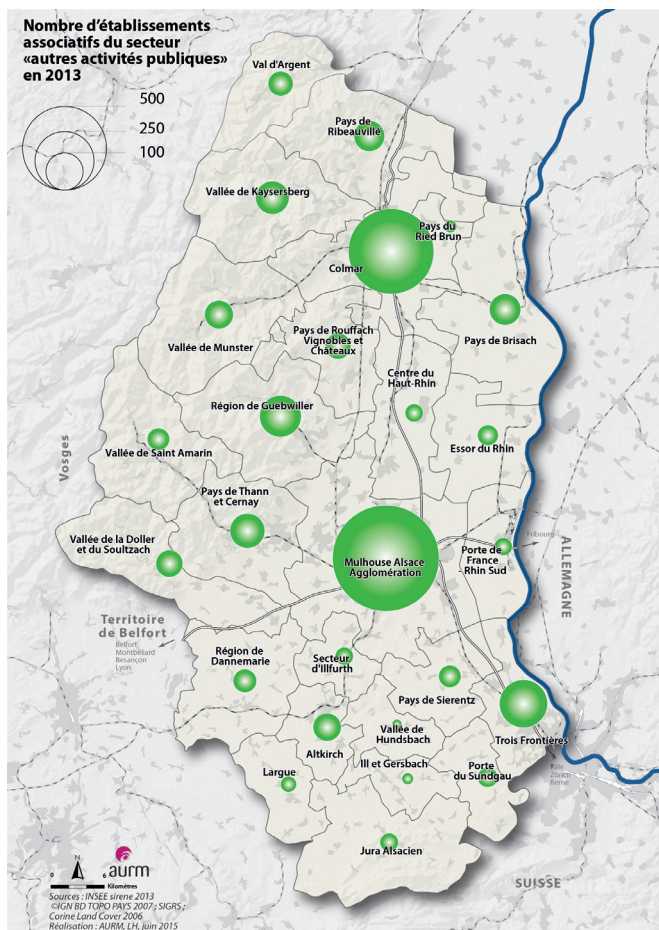 Nombre d'établissements
associatifs du secteur
«autres activités publiques»
en 2013
500
250
100
Val d'Argent
Pays de
Ribeauvillé
Vallée de Kaysersberg
Pays du
Ried Brun
Colmar
Vallée de Munster
Pays de Rouffach
Vignobles et
Châteaux
Pays de Brisach
Centre du
Haut-Rhin
Région de Guebwiller
Vosges
Vallée de Saint Amarin
Essor du Rhin
Pays de Thann
et Cernay
Vallée de la Doller
et du Soultzach
Mulhouse Alsace
Agglomération
Fribourg
Porte de
France
Rhin Sud
ALLEMAGNE
Territoire
de Belfort
Belfort
Montbéliard
Besançon
Lyon
Région de
Dannemarie
Secteur
d'Illfurth
Pays de Sierentz
Trois Frontières
Altkirch
Vallée de
Hundsbach
Largue
Ill et Gersbach
Porte
du Sundgau
Bâle
Zürich
Berne
Jura Alsacien
SUISSE
N
0 6
Kilomètres
aurm
Sources : INSEE sirene 2013
©IGN BD TOPO PAYS 2007 ; SIGRS ;
Corine Land Cover 2006
Réalisation : AURM, LH, juin 2015